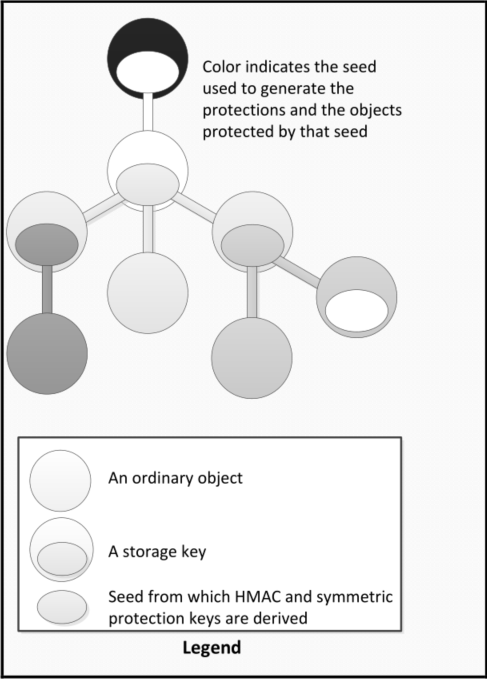 Color indicates the seed
used to generate the
protections and the objects
protected by that seed
An ordinary object
A storage key
Seed from which HMAC and symmetric
protection keys are derived
Legend